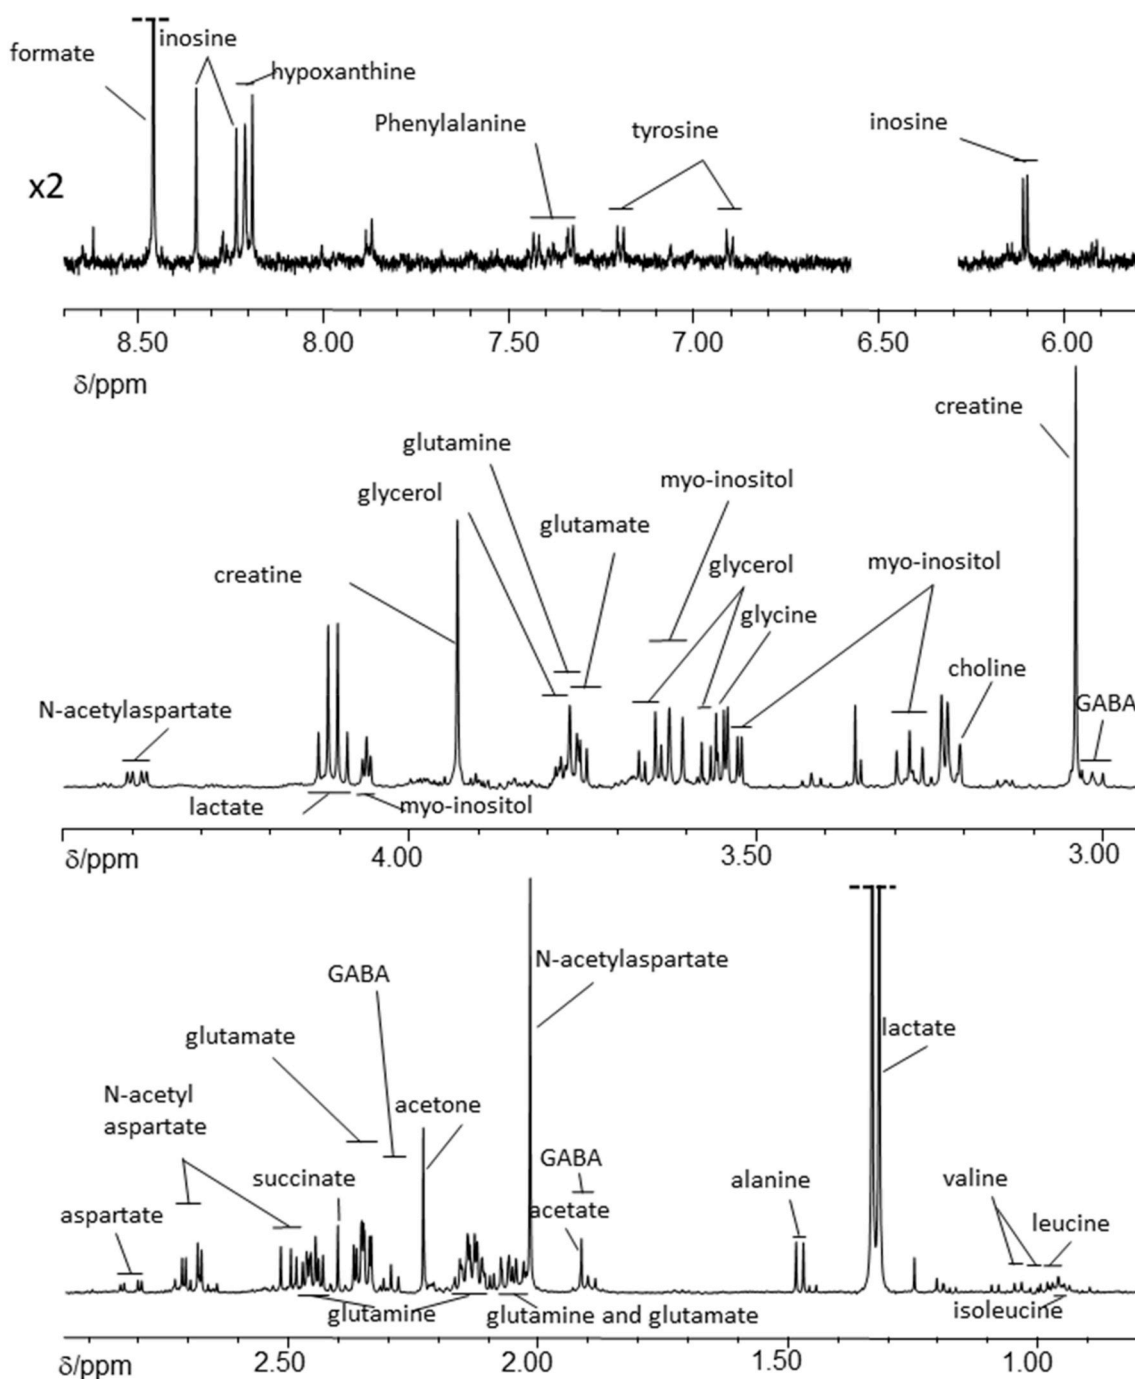 formate
inosine
hypoxanthine
Phenylalanine
tyrosine
inosine
x2
8.50 8.00 7.50 7.00 6.50 6.00
δ/ppm
creatine
glutamine
glycerol
myo-inositol
glutamate
creatine
glycerol
myo-inositol
glycine
choline
N-acetylaspartate
GABA
lactate
myo-inositol
δ/ppm 4.00 3.50 3.00
GABA
N-acetylaspartate
glutamate
lactate
N-acetyl
aspartate
acetone
succinate
GABA
alanine
valine
aspartate
acetate
leucine
glutamine
glutamine and glutamate
isoleucine
δ/ppm 2.50 2.00 1.50 1.00